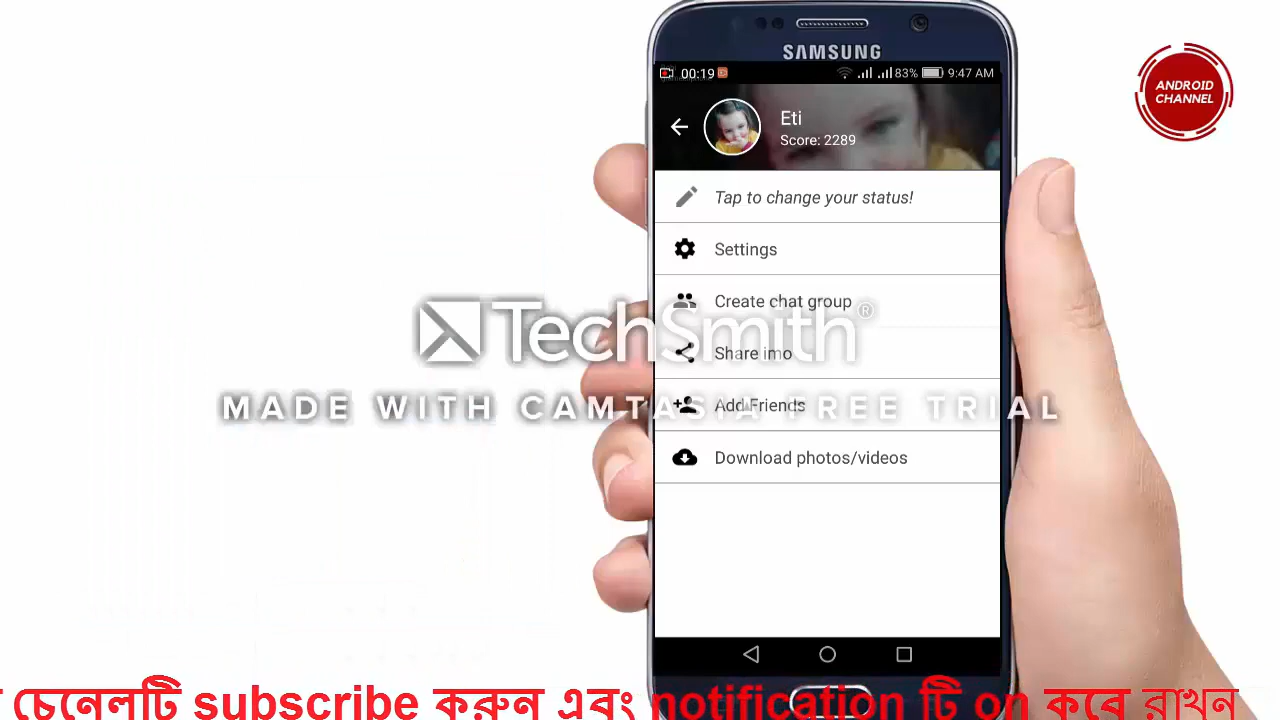 SAMSUNG
00:19
83% 9:47 AM
ANDROID
CHANNEL
Eti
Score: 2289
Tap to change your status!
Settings
Create chat group
TechSmith®
Share imo
Add Friends
MADE WITH CAMTASIA FREE TRIAL
Download photos/videos
চেনেলটি subscribe করুন এবং notification টি on করে রাখন